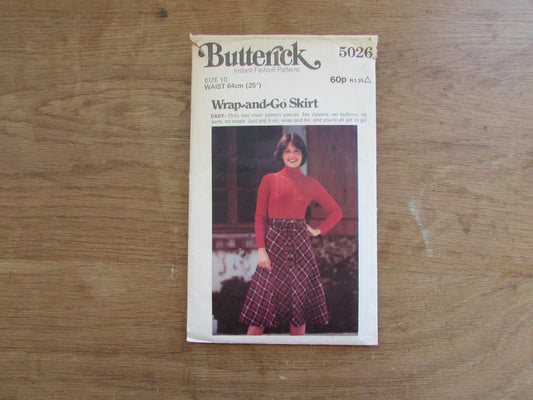 Butterick 5026
Instant Fashion Patterns
SIZE 10 60p R.1.35△
WAIST 64cm (25")
Wrap-and-Go Skirt
EASY—Only two main pattern pieces. No zippers, no buttons, no
darts, no snaps. Just slip it on, wrap and tie, and you're all set to go!